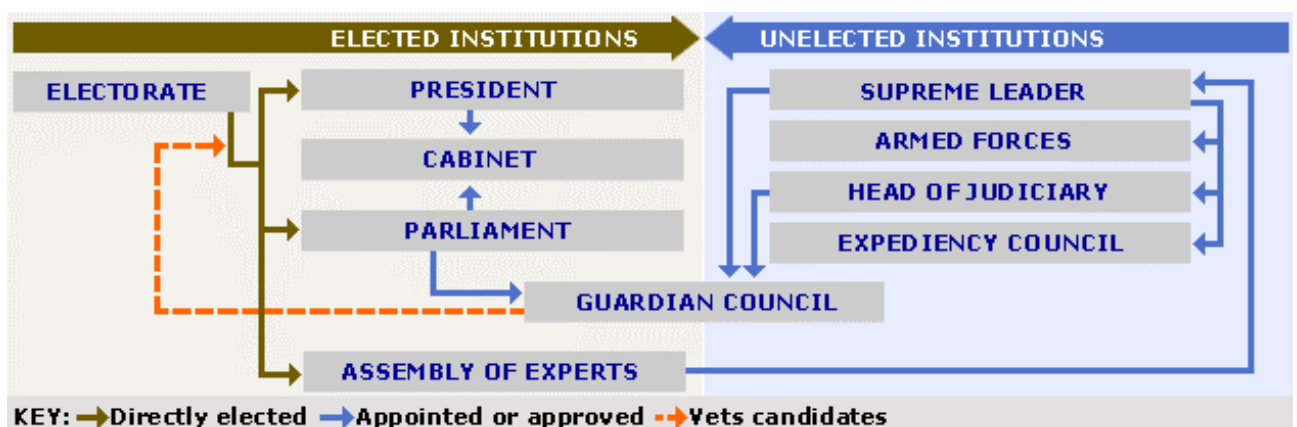 ELECTED INSTITUTIONS
UNELECTED INSTITUTIONS
ELECTORATE
PRESIDENT
CABINET
PARLIAMENT
SUPREME LEADER
ARMED FORCES
HEAD OF JUDICIARY
EXPEDIENCY COUNCIL
GUARDIAN COUNCIL
ASSEMBLY OF EXPERTS
KEY: Directly elected Appointed or approved Vets candidates